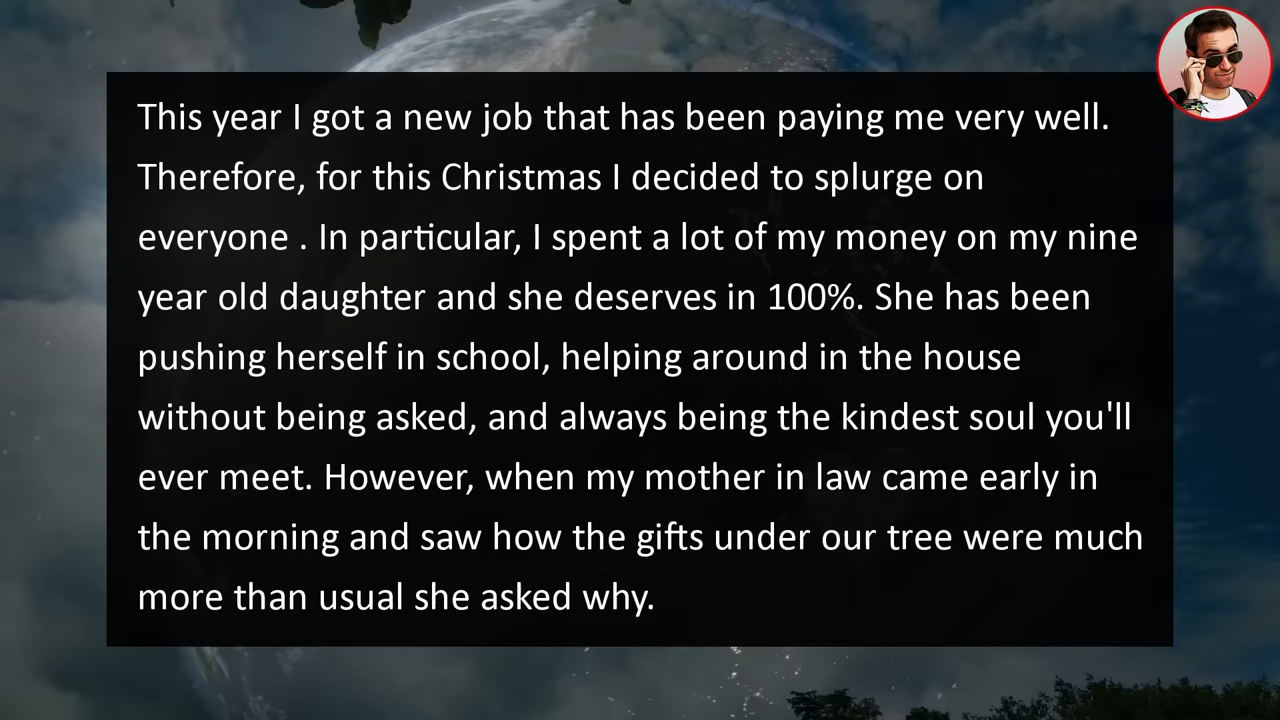 This year I got a new job that has been paying me very well.
Therefore, for this Christmas I decided to splurge on
everyone . In particular, I spent a lot of my money on my nine
year old daughter and she deserves in 100%. She has been
pushing herself in school, helping around in the house
without being asked, and always being the kindest soul you'll
ever meet. However, when my mother in law came early in
the morning and saw how the gifts under our tree were much
more than usual she asked why.